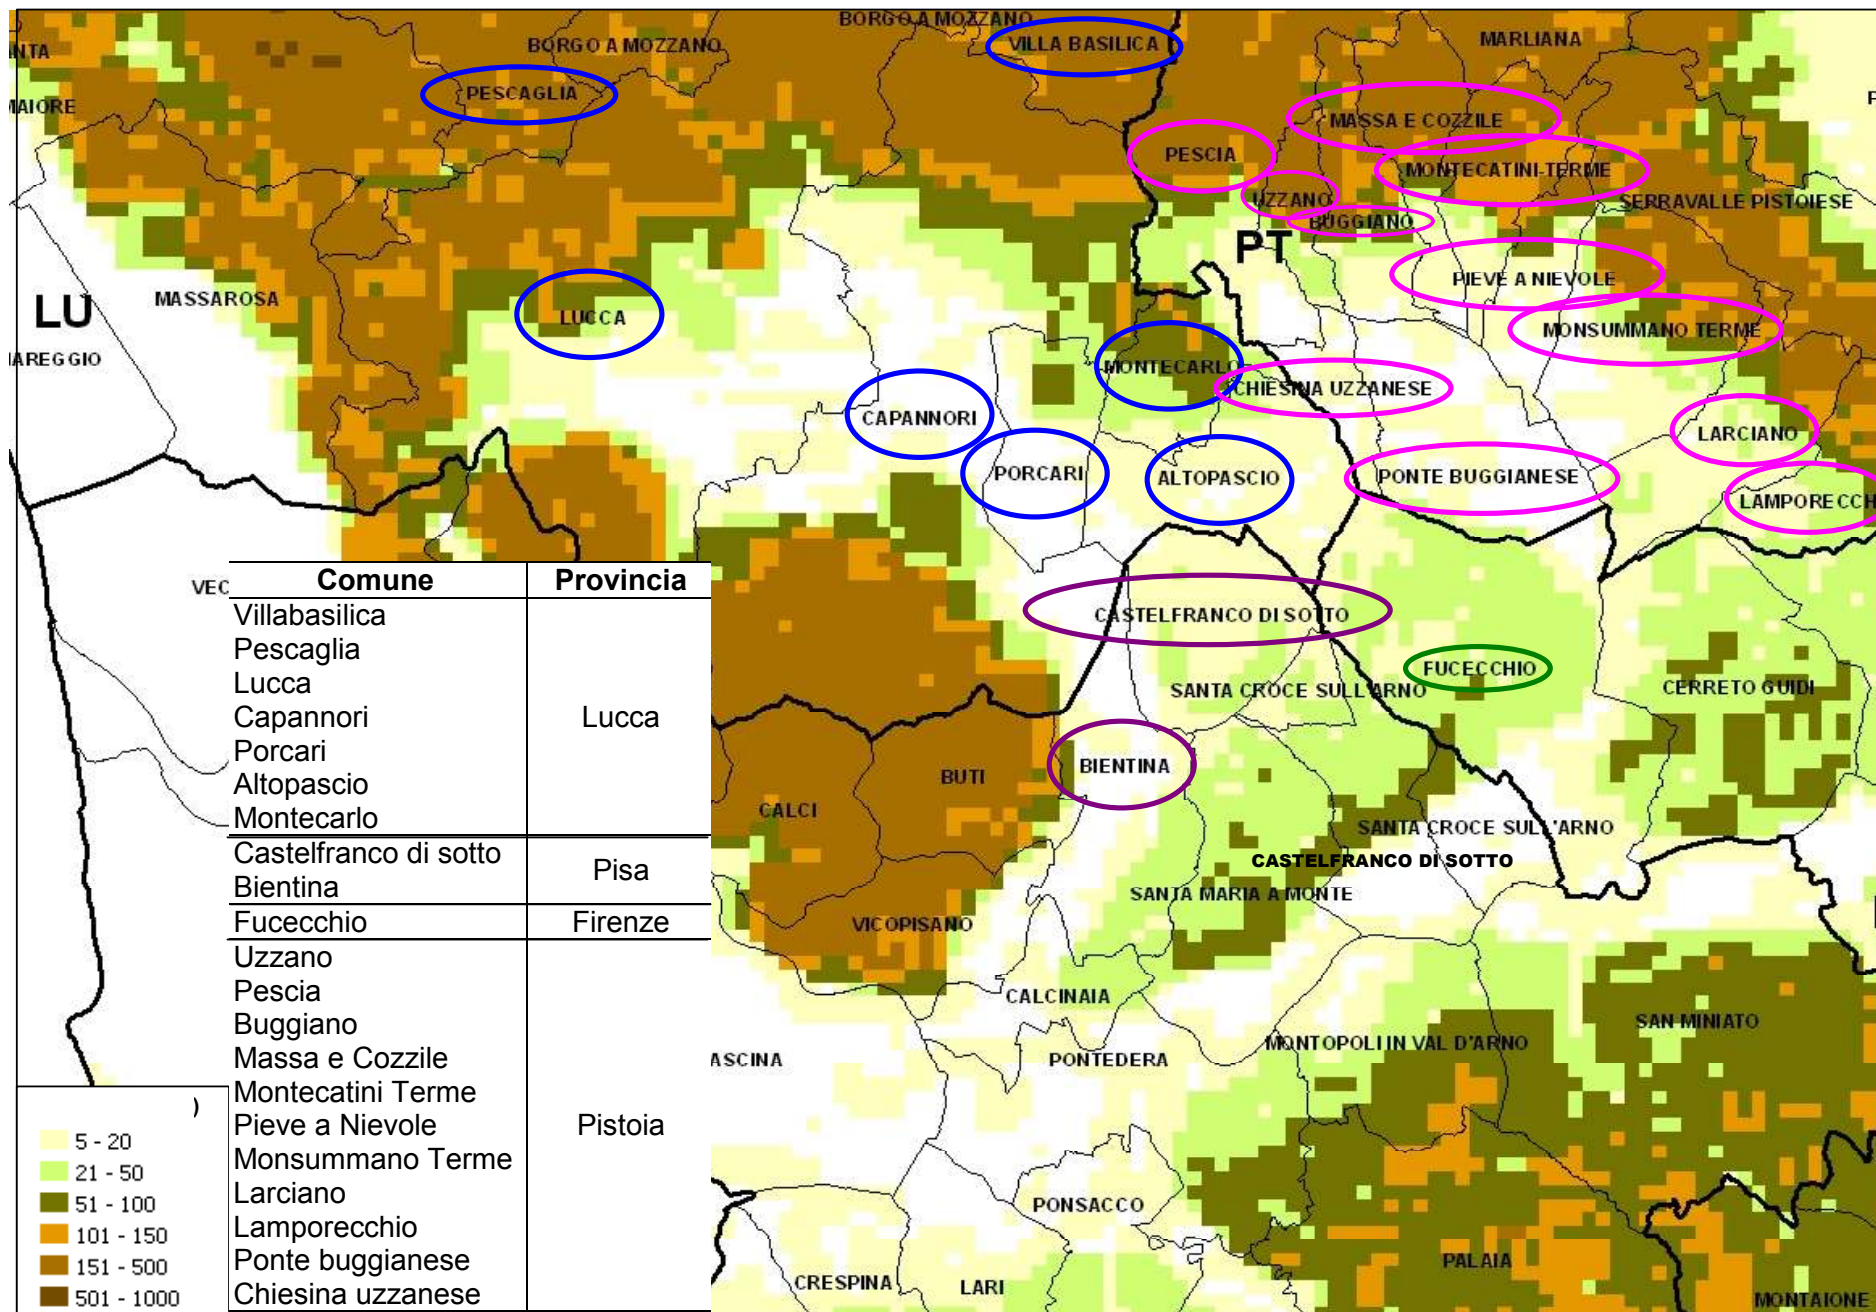 BORGO A MOZZANO
ANTA
BORGO A MOZZANO
VILLA BASILICA
MARLIANA
PESCAGLIA
MAIORE
MASSA E COZZILE
PESCIA
MONTECATINI-TERME
UZZANO
SERRAVALLE PISTOIESE
BUGGIANO
PT
PIEVE A NIEVOLE
MASSAROSA
LU
LUCCA
MONSUMMANO TERME
IAREGGIO
MONTECARLO
CHIESINA UZZANESE
CAPANNORI
LARCIANO
PORCARI
ALTOPASCIO
PONTE BUGGIANESE
LAMPORECCH
VEC
CASTELFRANCO DI SOTTO
FUCECCHIO
SANTA CROCE SULL'ARNO
CERRETO GUIDI
BIENTINA
BUTI
CALCI
SANTA CROCE SULL'ARNO
CASTELFRANCO DI SOTTO
SANTA MARIA A MONTE
VICOPISANO
CALCINAIA
SAN MINIATO
MONTOPOLI IN VAL D'ARNO
ASCINA
PONTEDERA
PONSACCO
PALAIA
CRESPINA
LARI
MONTAIONE
Comune Provincia
Villabasilica
Pescaglia
Lucca
Capannori Lucca
Porcari
Altopascio
Montecarlo
Castelfranco di sotto
Pisa
Bientina
Fucecchio Firenze
Uzzano
Pescia
Buggiano
Massa e Cozzile
Montecatini Terme
Pieve a Nievole Pistoia
Monsummano Terme
Larciano
Lamporecchio
Ponte buggianese
Chiesina uzzanese
)
5 - 20
21 - 50
51 - 100
101 - 150
151 - 500
501 - 1000